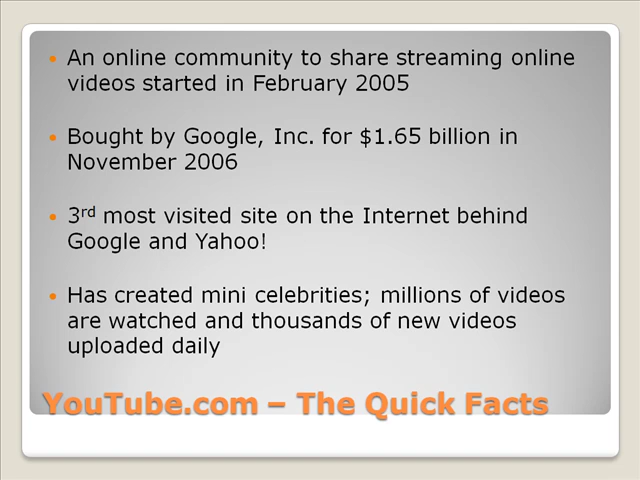 • An online community to share streaming online
videos started in February 2005
• Bought by Google, Inc. for $1.65 billion in
November 2006
• 3rd most visited site on the Internet behind
Google and Yahoo!
• Has created mini celebrities; millions of videos
are watched and thousands of new videos
uploaded daily
YouTube.com – The Quick Facts